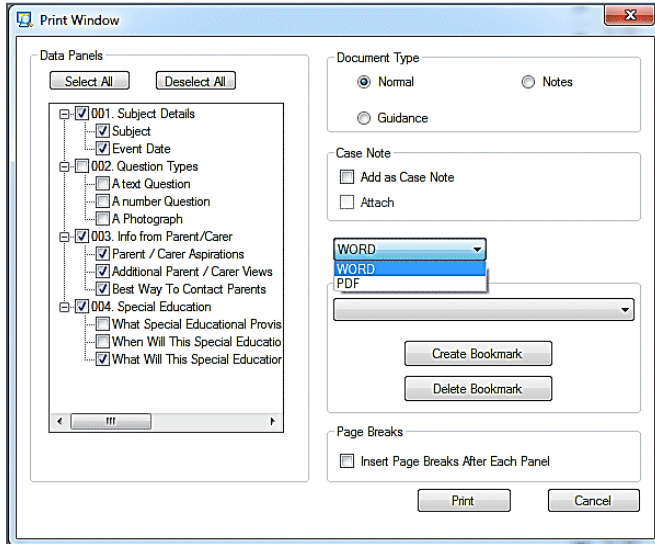 Print Window
Data Panels
Select All
Deselect All
001. Subject Details
Subject
Event Date
002. Question Types
A text Question
A number Question
A Photograph
003. Info from Parent/Carer
Parent / Carer Aspirations
Additional Parent / Carer Views
Best Way To Contact Parents
004. Special Education
What Special Educational Provis
When Will This Special Educatio
What Will This Special Education
Document Type
Normal
Notes
Guidance
Case Note
Add as Case Note
Attach
WORD
WORD
PDF
Create Bookmark
Delete Bookmark
Page Breaks
Insert Page Breaks After Each Panel
Print
Cancel